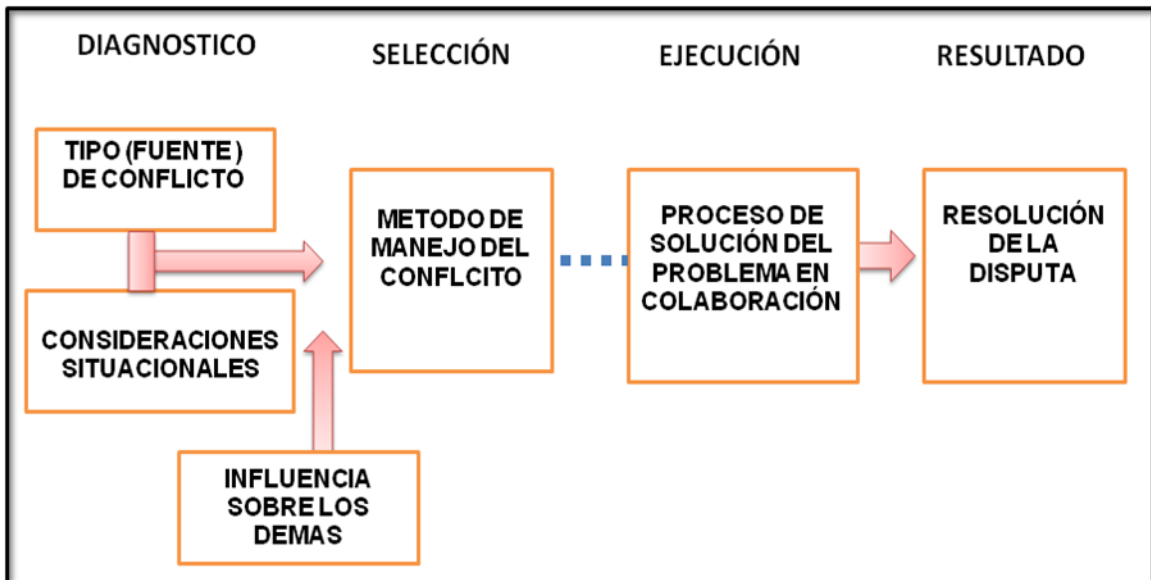 DIAGNOSTICO
SELECCIÓN
EJECUCIÓN
RESULTADO
TIPO (FUENTE )
DE CONFLICTO
CONSIDERACIONES
SITUACIONALES
INFLUENCIA
SOBRE LOS
DEMAS
METODO DE
MANEJO DEL
CONFLCITO
PROCESO DE
SOLUCIÓN DEL
PROBLEMA EN
COLABORACIÓN
RESOLUCIÓN
DE LA
DISPUTA